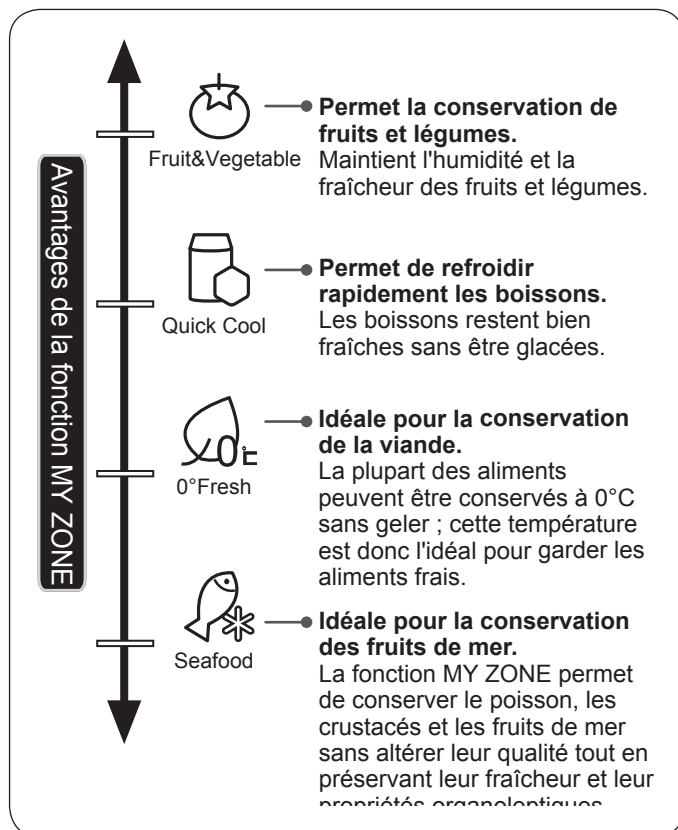 Avantages de la fonction MY ZONE
Fruit&Vegetable
Permet la conservation de
fruits et légumes.
Maintient l'humidité et la
fraîcheur des fruits et légumes.
Quick Cool
Permet de refroidir
rapidement les boissons.
Les boissons restent bien
fraîches sans être glacées.
0°Fresh
Idéale pour la conservation
de la viande.
La plupart des aliments
peuvent être conservés à 0°C
sans geler ; cette température
est donc l'idéal pour garder les
aliments frais.
Seafood
Idéale pour la conservation
des fruits de mer.
La fonction MY ZONE permet
de conserver le poisson, les
crustacés et les fruits de mer
sans altérer leur qualité tout en
préservant leur fraîcheur et leur
propriétés organoleptiques